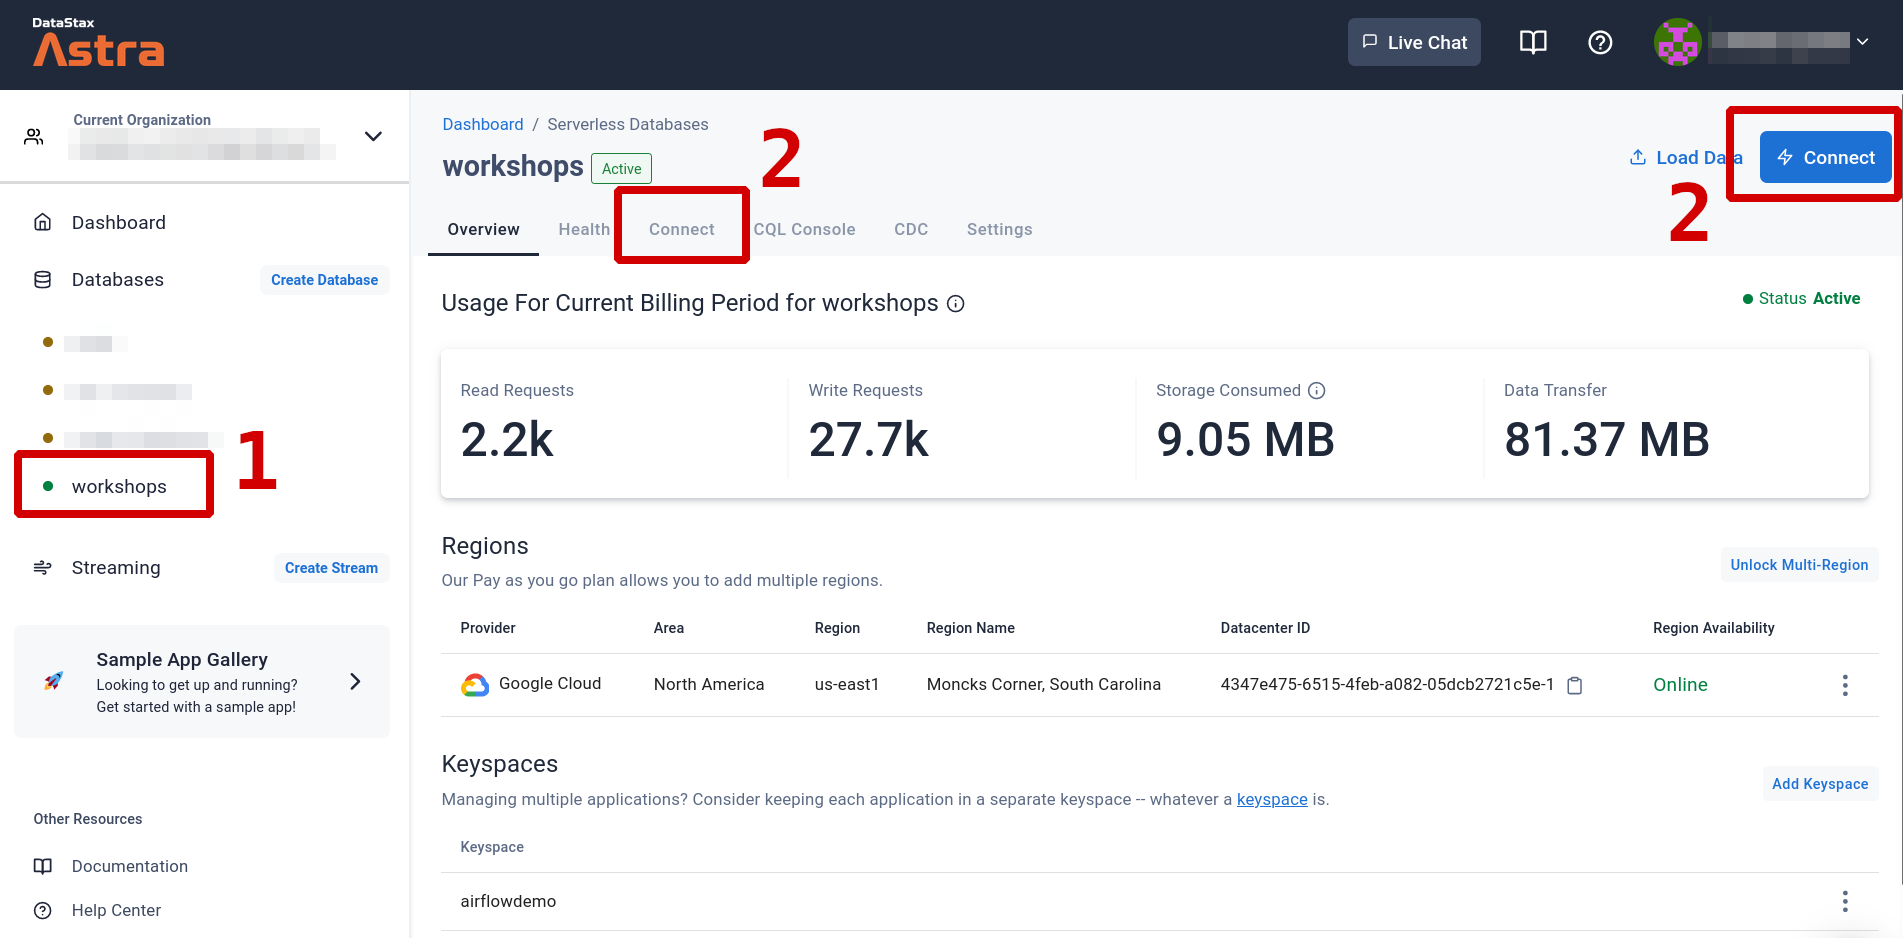 DataStax
Astra
Live Chat
Current Organization
Dashboard
Databases
Create Database
workshops
1
Streaming
Create Stream
Sample App Gallery
Looking to get up and running?
Get started with a sample app!
Other Resources
Documentation
Help Center
Dashboard / Serverless Databases
2
workshops Active
Load Data
Connect
2
Overview Health Connect CQL Console CDC Settings
Usage For Current Billing Period for workshops
Status Active
Read Requests Write Requests Storage Consumed Data Transfer
2.2k 27.7k 9.05 MB 81.37 MB
Regions
Our Pay as you go plan allows you to add multiple regions.
Unlock Multi-Region
Provider Area Region Region Name Datacenter ID Region Availability
Google Cloud North America us-east1 Moncks Corner, South Carolina 4347e475-6515-4feb-a082-05dcb2721c5e-1 Online
Keyspaces
Managing multiple applications? Consider keeping each application in a separate keyspace -- whatever a keyspace is.
Add Keyspace
Keyspace
airflowdemo